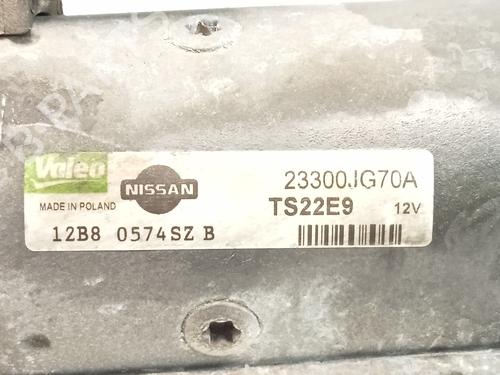 Valeo
NISSAN
23300JG70A
MADE IN POLAND
TS22E9 12V
12B8 0574SZ B